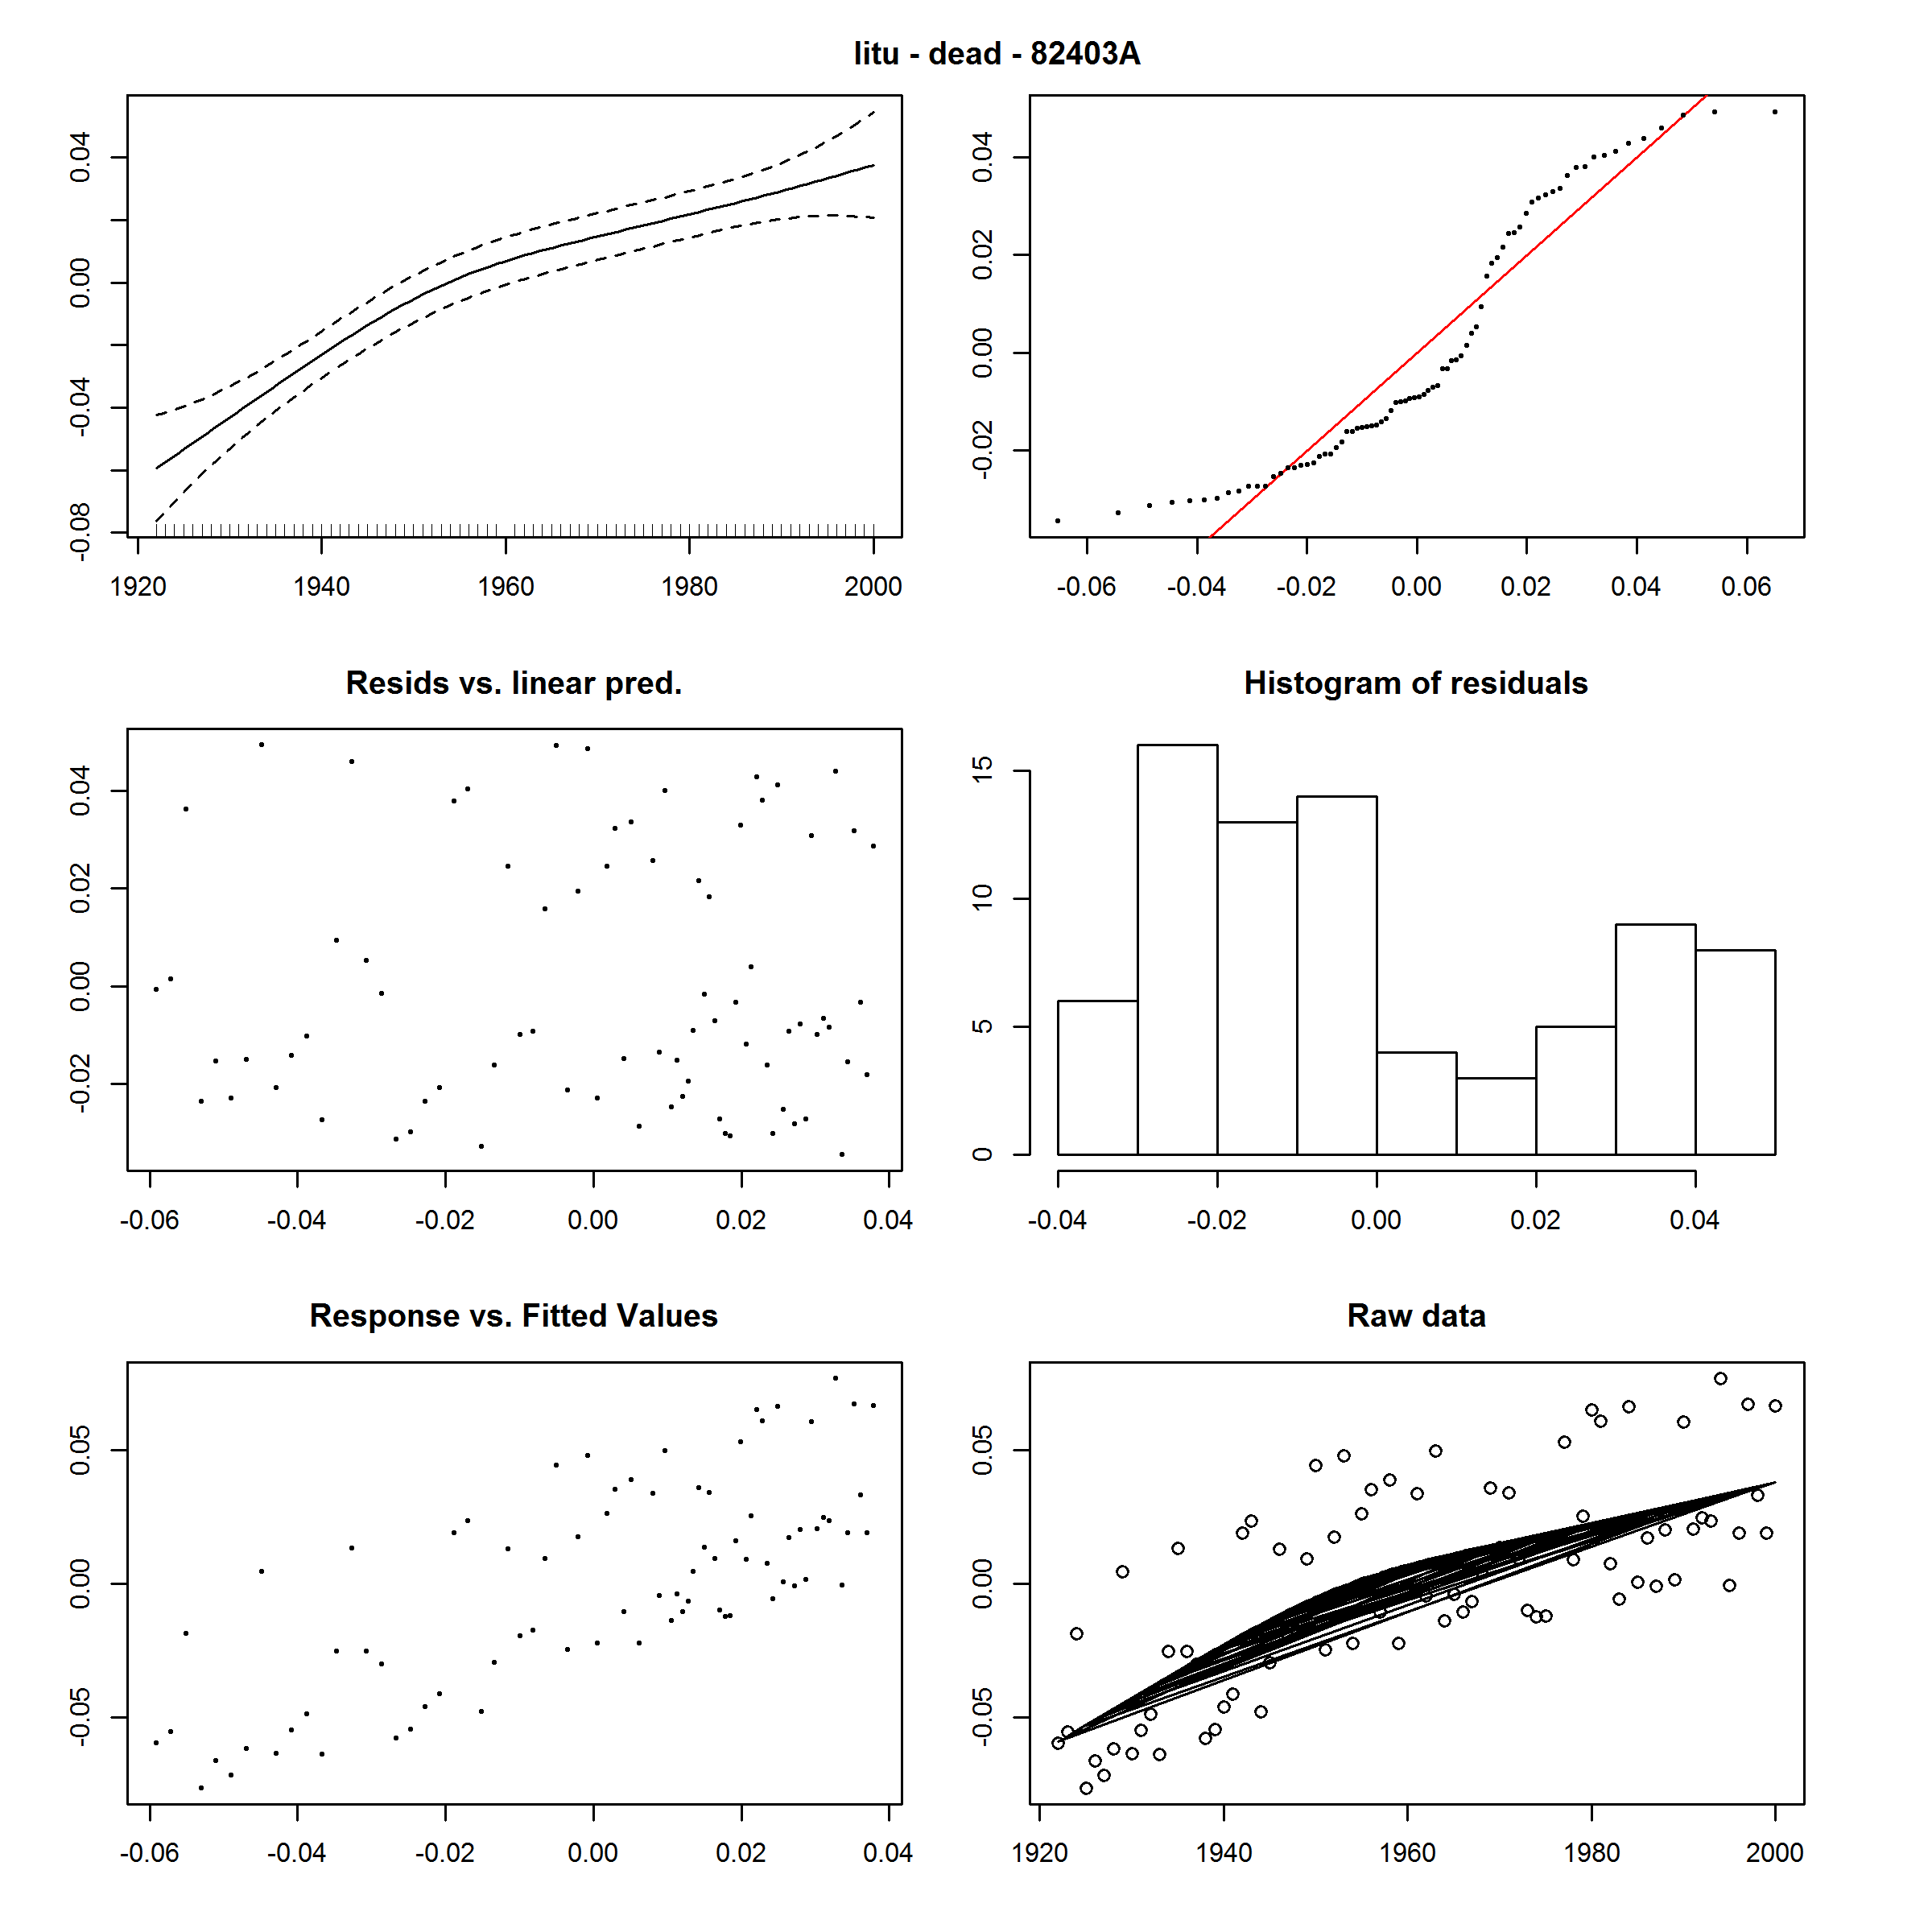 litu - dead - 82403A
0.04
0.00
-0.04
-0.08
1920 1940 1960 1980 2000
0.04
0.02
0.00
-0.02
-0.06 -0.04 -0.02 0.00 0.02 0.04 0.06
Resids vs. linear pred.
0.04
0.02
0.00
-0.02
-0.06 -0.04 -0.02 0.00 0.02 0.04
Histogram of residuals
15
10
5
0
-0.04 -0.02 0.00 0.02 0.04
Response vs. Fitted Values
0.05
0.00
-0.05
-0.06 -0.04 -0.02 0.00 0.02 0.04
Raw data
0.05
0.00
-0.05
1920 1940 1960 1980 2000